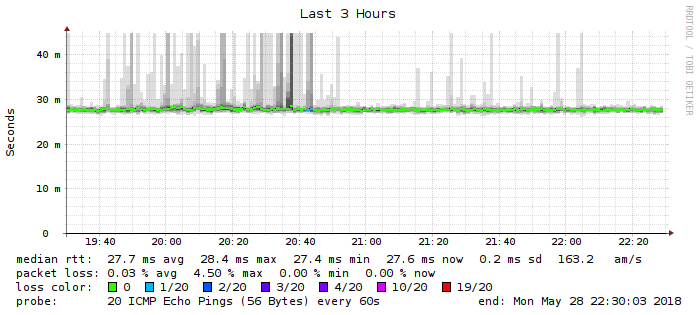 Last 3 Hours
RRDTOOL / TOBI OETIKER
Seconds
40 m
30 m
20 m
10 m
0
19:40 20:00 20:20 20:40 21:00 21:20 21:40 22:00 22:20
median rtt: 27.7 ms avg 28.4 ms max 27.4 ms min 27.6 ms now 0.2 ms sd 163.2 am/s
packet loss: 0.03 % avg 4.50 % max 0.00 % min 0.00 % now
loss color: 0 1/20 2/20 3/20 4/20 10/20 19/20
probe: 20 ICMP Echo Pings (56 Bytes) every 60s end: Mon May 28 22:30:03 2018